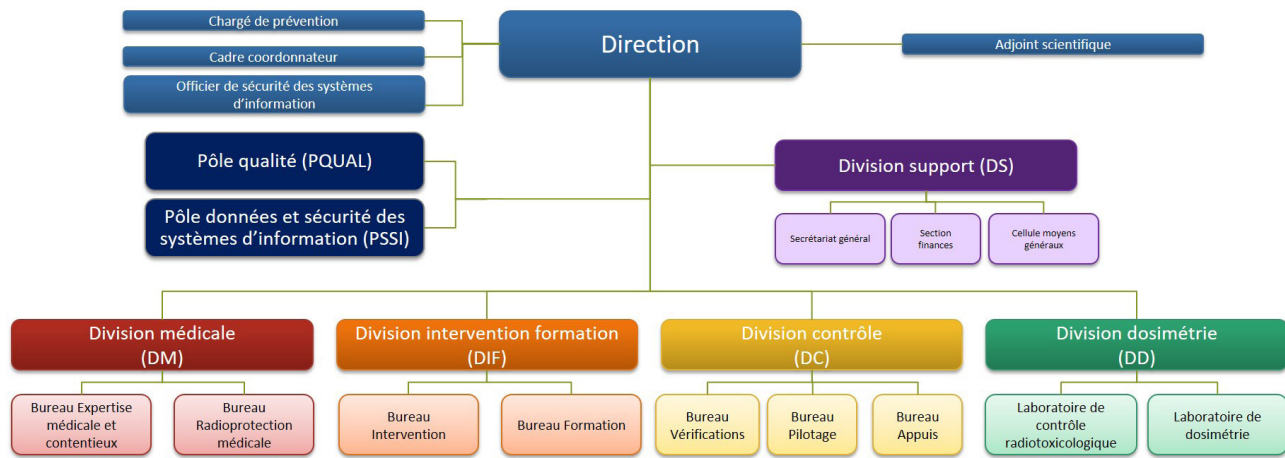 Chargé de prévention
Direction
Adjoint scientifique
Cadre coordonnateur
Officier de sécurité des systèmes
d'information
Pôle qualité (PQUAL)
Division support (DS)
Pôle données et sécurité des
systèmes d'information (PSSI)
Secrétariat général
Section
finances
Cellule moyens
généraux
Division médicale
(DM)
Division intervention formation
(DIF)
Division contrôle
(DC)
Division dosimétrie
(DD)
Bureau Expertise
médicale et
contentieux
Bureau
Radioprotection
médicale
Bureau
Intervention
Bureau Formation
Bureau
Vérifications
Bureau
Pilotage
Bureau
Appuis
Laboratoire de
contrôle
radiotoxicologique
Laboratoire de
dosimétrie